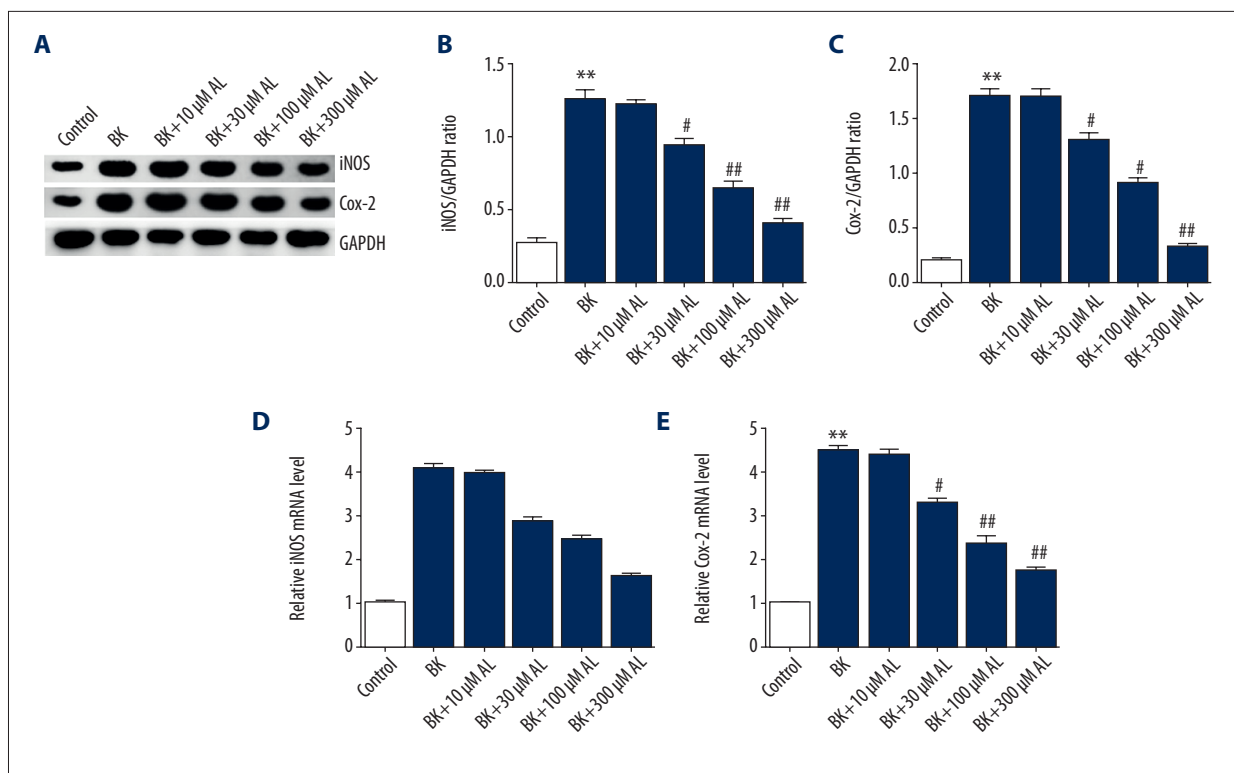 A
Control
BK
BK+10 µM AL
BK+30 µM AL
BK+100 µM AL
BK+300 µM AL
iNOS
Cox-2
GAPDH
B
iNOS/GAPDH ratio
1.5
1.0
0.5
0.0
**
#
##
##
Control
BK
BK+10 µM AL
BK+30 µM AL
BK+100 µM AL
BK+300 µM AL
C
Cox-2/GAPDH ratio
2.0
1.5
1.0
0.5
0.0
**
#
#
##
Control
BK
BK+10 µM AL
BK+30 µM AL
BK+100 µM AL
BK+300 µM AL
D
Relative iNOS mRNA level
5
4
3
2
1
0
Control
BK
BK+10 µM AL
BK+30 µM AL
BK+100 µM AL
BK+300 µM AL
E
Relative Cox-2 mRNA level
5
4
3
2
1
0
**
#
##
##
Control
BK
BK+10 µM AL
BK+30 µM AL
BK+100 µM AL
BK+300 µM AL